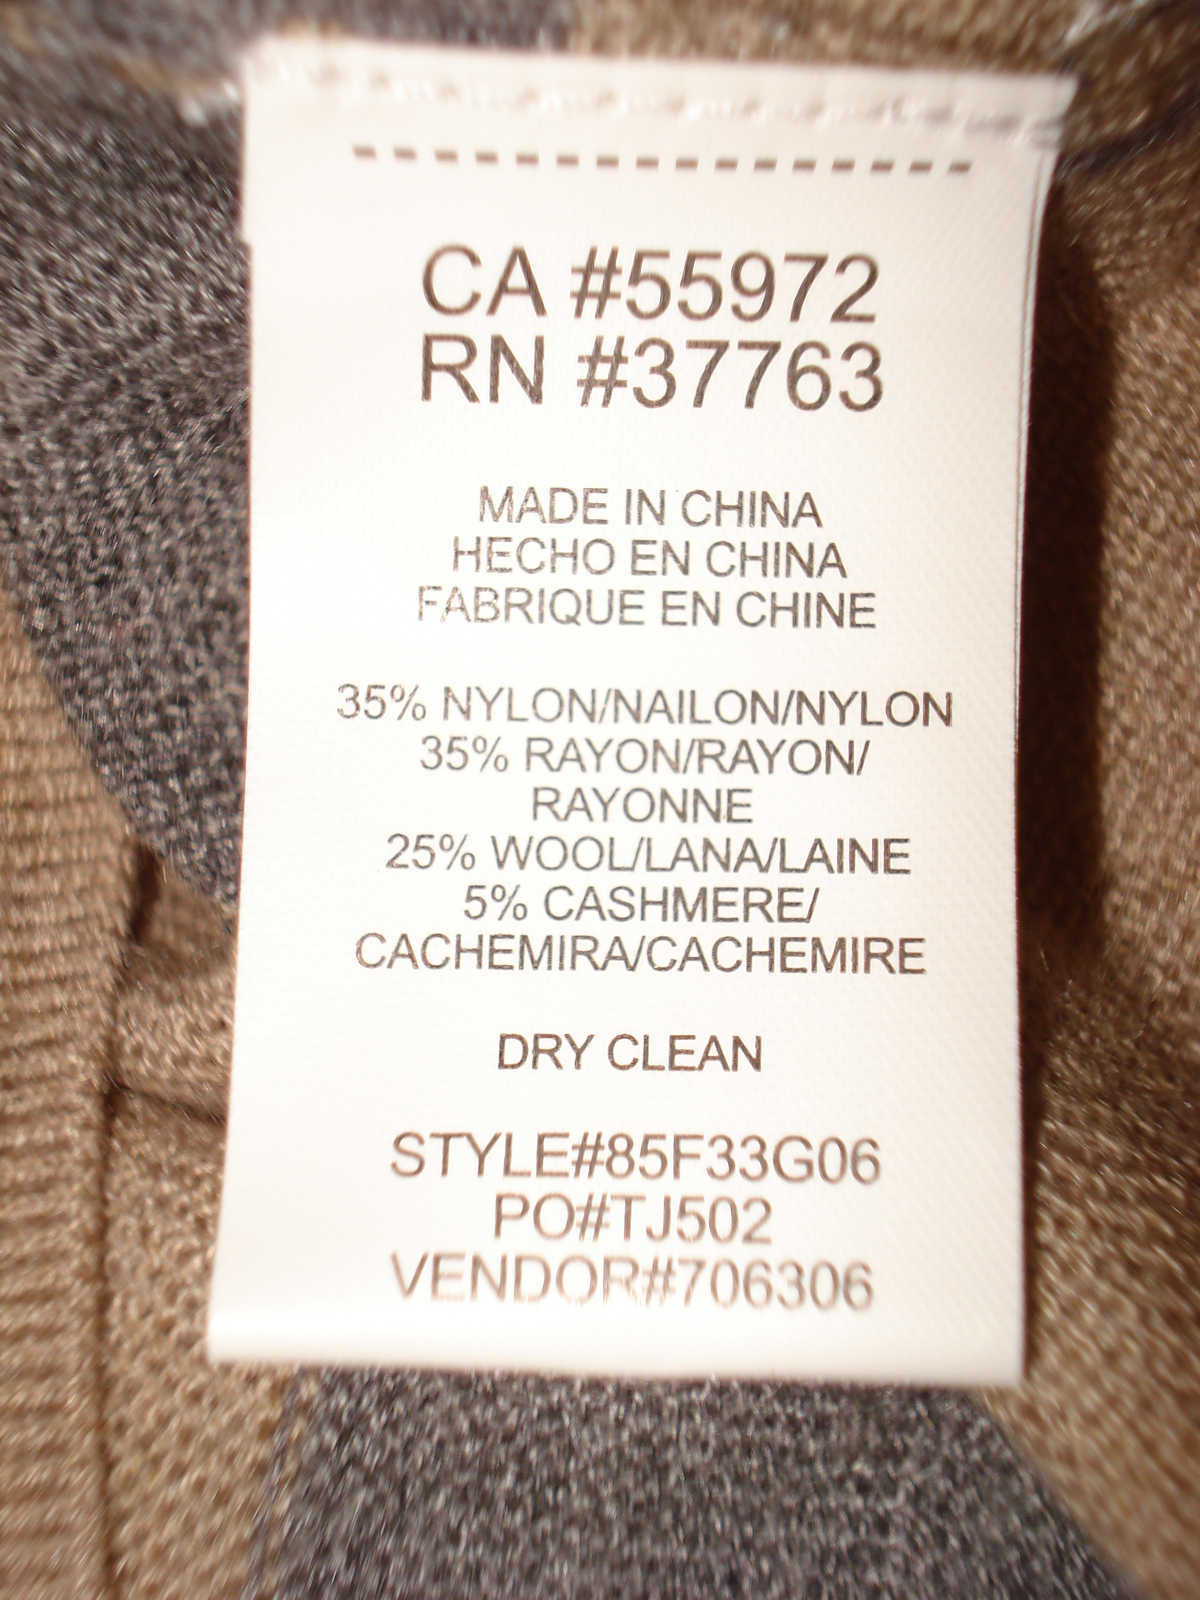 CA #55972
RN #37763
MADE IN CHINA
HECHO EN CHINA
FABRIQUE EN CHINE
35% NYLON/NAILON/NYLON
35% RAYON/RAYON/
RAYONNE
25% WOOL/LANA/LAINE
5% CASHMERE/
CACHEMIRA/CACHEMIRE
DRY CLEAN
STYLE#85F33G06
PO#TJ502
VENDOR#706306